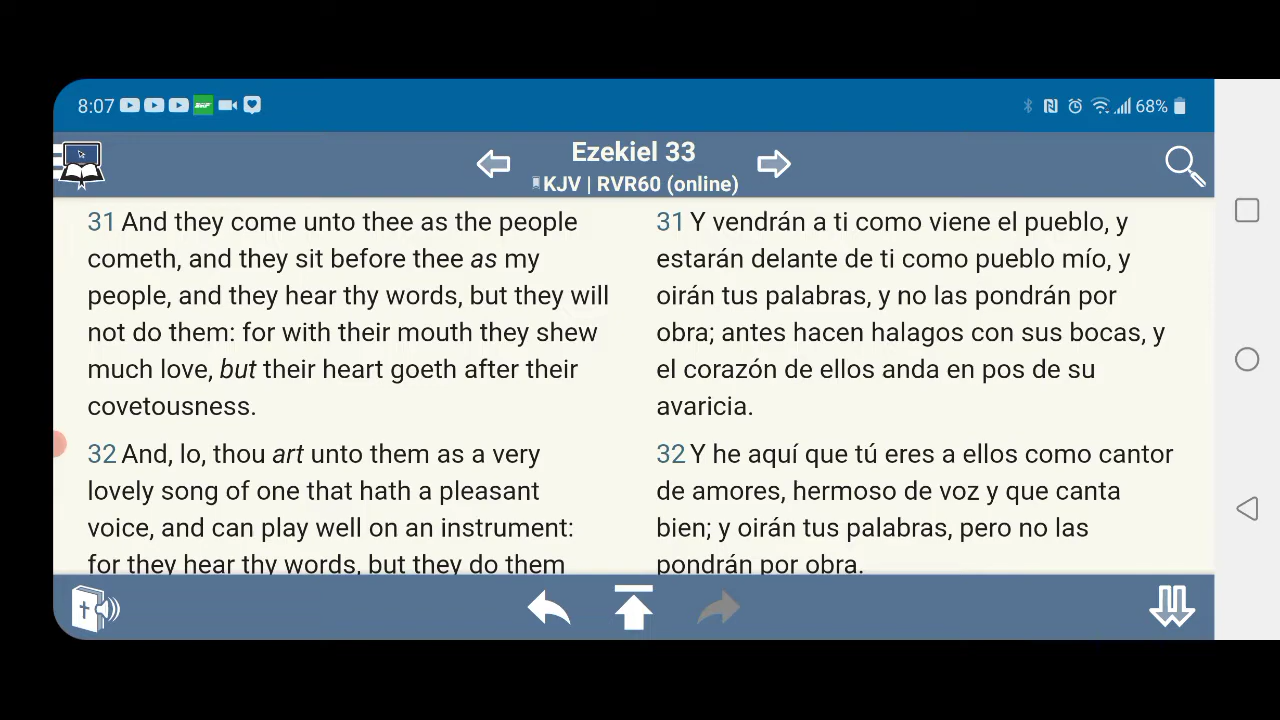 8:07
68%
Ezekiel 33
KJV | RVR60 (online)
31 And they come unto thee as the people
cometh, and they sit before thee as my
people, and they hear thy words, but they will
not do them: for with their mouth they shew
much love, but their heart goeth after their
covetousness.
32 And, lo, thou art unto them as a very
lovely song of one that hath a pleasant
voice, and can play well on an instrument:
for they hear thy words, but they do them
31 Y vendrán a ti como viene el pueblo, y
estarán delante de ti como pueblo mío, y
oirán tus palabras, y no las pondrán por
obra; antes hacen halagos con sus bocas, y
el corazón de ellos anda en pos de su
avaricia.
32 Y he aquí que tú eres a ellos como cantor
de amores, hermoso de voz y que canta
bien; y oirán tus palabras, pero no las
pondrán por obra.